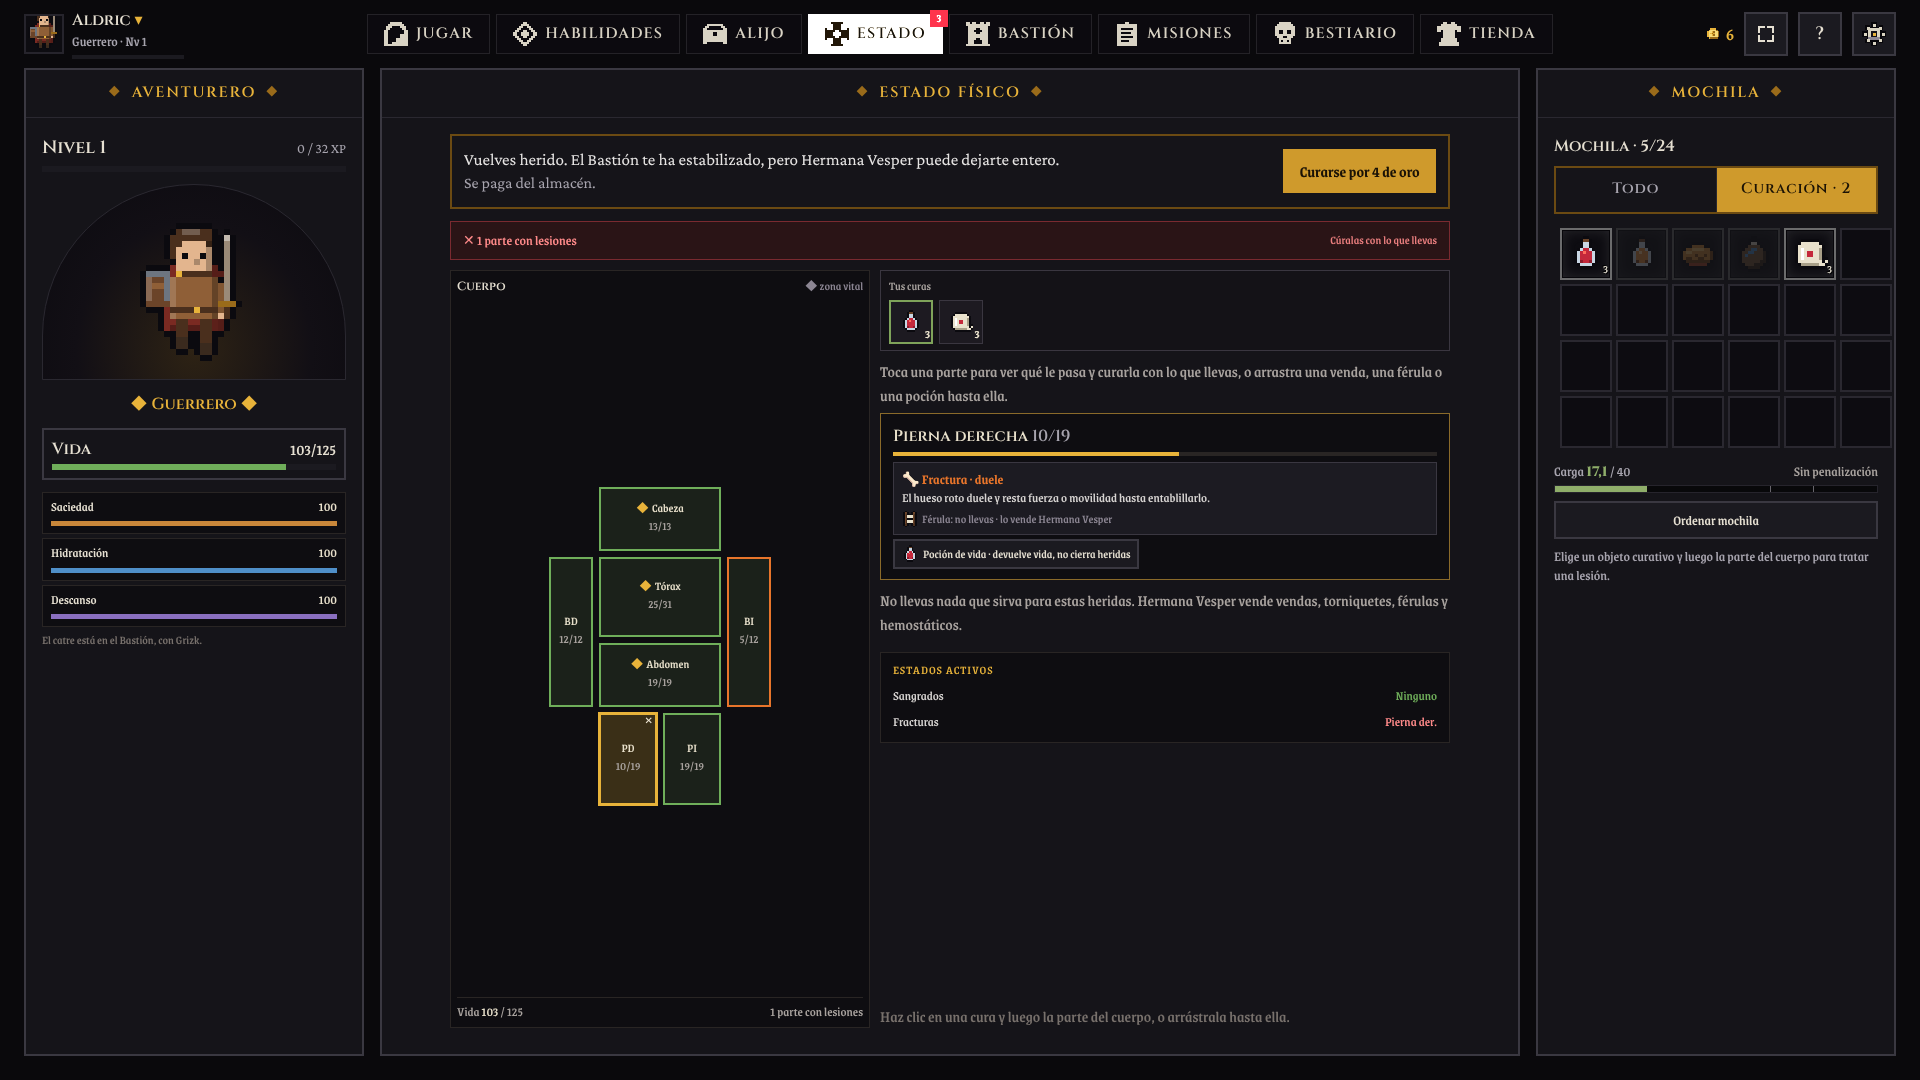 ALDRIC ▾
Guerrero · Nv 1
JUGAR
HABILIDADES
ALIJO
ESTADO
3
BASTIÓN
MISIONES
BESTIARIO
TIENDA
6
?
AVENTURERO
NIVEL 1
0 / 32 XP
GUERRERO
VIDA
103/125
Saciedad
100
Hidratación
100
Descanso
100
El catre está en el Bastión, con Grizk.
ESTADO FÍSICO
Vuelves herido. El Bastión te ha estabilizado, pero Hermana Vesper puede dejarte entero.
Se paga del almacén.
Curarse por 4 de oro
✕ 1 parte con lesiones
Cúralas con lo que llevas
CUERPO
◆ zona vital
◆ Cabeza
13/13
◆ Tórax
25/31
BD
12/12
BI
5/12
◆ Abdomen
19/19
✕
PD
10/19
PI
19/19
Vida 103 / 125
1 parte con lesiones
Tus curas
3
3
Toca una parte para ver qué le pasa y curarla con lo que llevas, o arrastra una venda, una férula o
una poción hasta ella.
PIERNA DERECHA 10/19
Fractura · duele
El hueso roto duele y resta fuerza o movilidad hasta entablillarlo.
Férula: no llevas · lo vende Hermana Vesper
Poción de vida · devuelve vida, no cierra heridas
No llevas nada que sirva para estas heridas. Hermana Vesper vende vendas, torniquetes, férulas y
hemostáticos.
ESTADOS ACTIVOS
Sangrados
Ninguno
Fracturas
Pierna der.
Haz clic en una cura y luego la parte del cuerpo, o arrástrala hasta ella.
MOCHILA
MOCHILA · 5/24
TODO
CURACIÓN · 2
3
3
Carga 17,1 / 40
Sin penalización
Ordenar mochila
Elige un objeto curativo y luego la parte del cuerpo para tratar
una lesión.